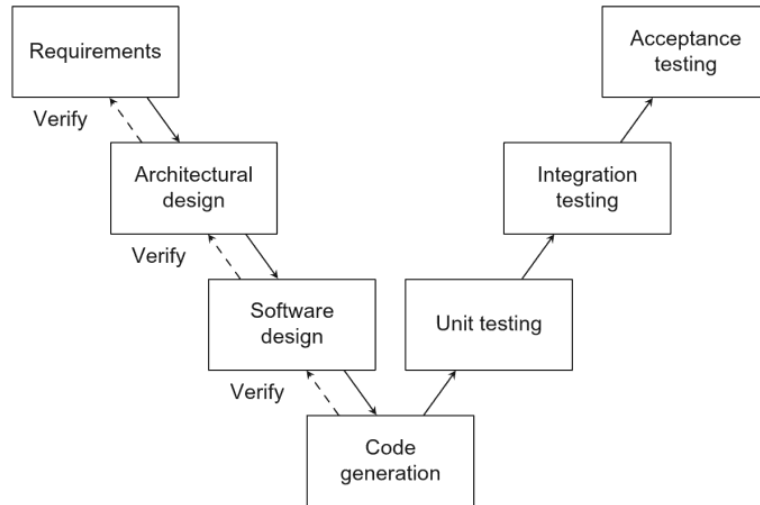 Requirements
Acceptance
testing
Verify
Architectural
design
Integration
testing
Verify
Software
design
Unit testing
Verify
Code
generation